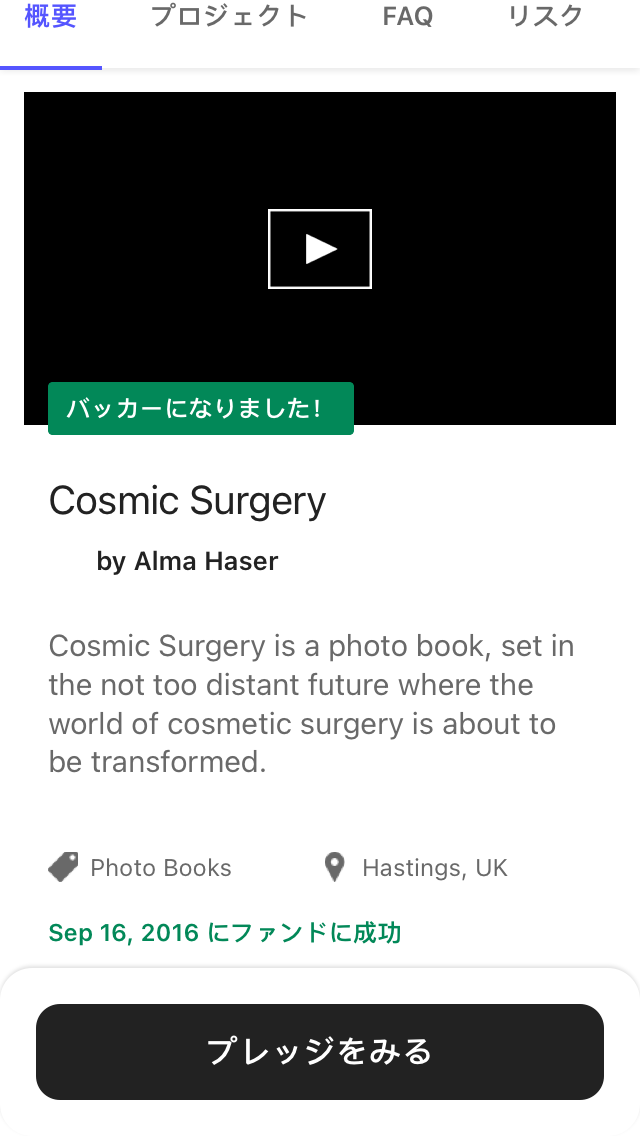 概要 プロジェクト FAQ リスク
バッカーになりました!
Cosmic Surgery
by Alma Haser
Cosmic Surgery is a photo book, set in
the not too distant future where the
world of cosmetic surgery is about to
be transformed.
Photo Books Hastings, UK
Sep 16, 2016 にファンドに成功
プレッジをみる